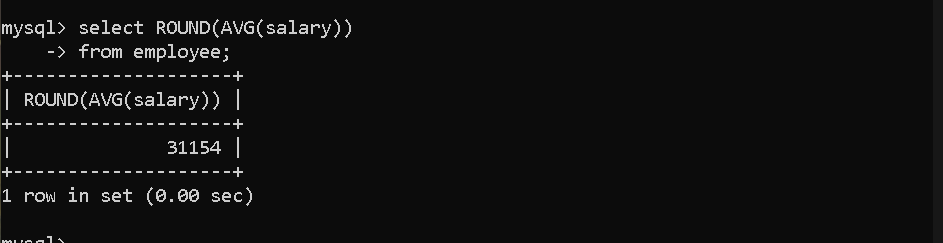 mysql> select ROUND(AVG(salary))
    -> from employee;
+--------------------+
| ROUND(AVG(salary)) |
+--------------------+
|              31154 |
+--------------------+
1 row in set (0.00 sec)
mysql>